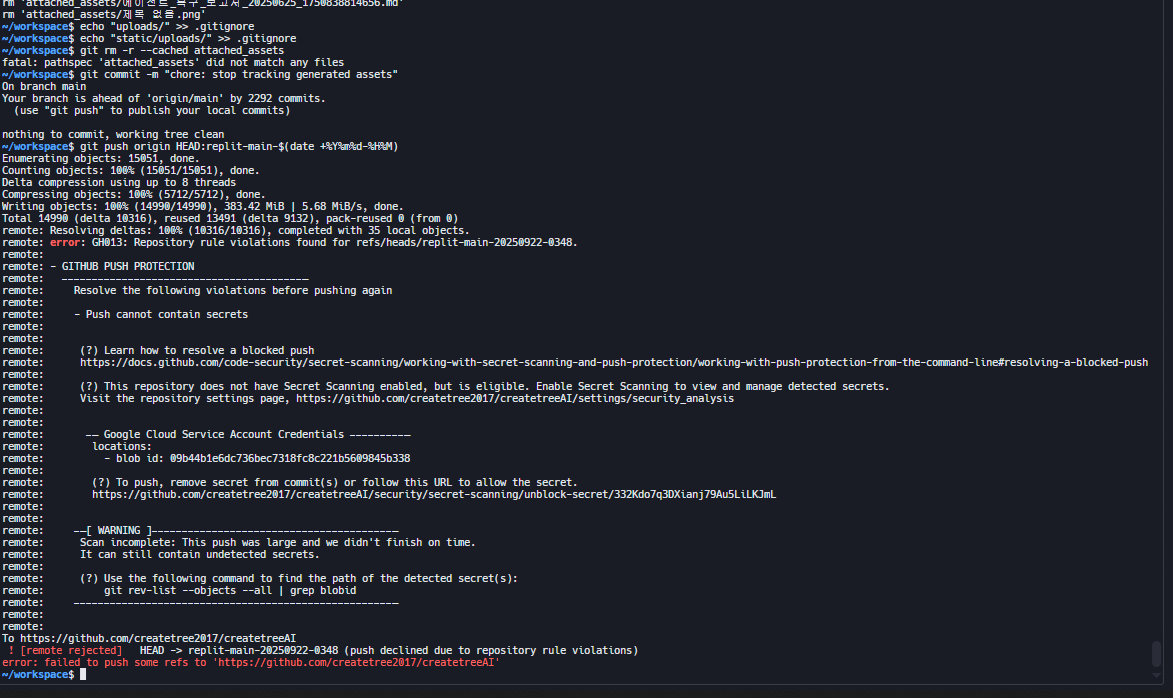 rm 'attached_assets/에이전트_복구_보고서_20250625_1750838814656.md'
rm 'attached_assets/제목 없음.png'
~/workspace$ echo "uploads/" >> .gitignore
~/workspace$ echo "static/uploads/" >> .gitignore
~/workspace$ git rm -r --cached attached_assets
fatal: pathspec 'attached_assets' did not match any files
~/workspace$ git commit -m "chore: stop tracking generated assets"
On branch main
Your branch is ahead of 'origin/main' by 2292 commits.
  (use "git push" to publish your local commits)

nothing to commit, working tree clean
~/workspace$ git push origin HEAD:replit-main-$(date +%Y%m%d-%H%M)
Enumerating objects: 15051, done.
Counting objects: 100% (15051/15051), done.
Delta compression using up to 8 threads
Compressing objects: 100% (5712/5712), done.
Writing objects: 100% (14990/14990), 383.42 MiB | 5.68 MiB/s, done.
Total 14990 (delta 10316), reused 13491 (delta 9132), pack-reused 0 (from 0)
remote: Resolving deltas: 100% (10316/10316), completed with 35 local objects.
remote: error: GH013: Repository rule violations found for refs/heads/replit-main-20250922-0348.
remote:
remote: - GITHUB PUSH PROTECTION
remote:   —————————————————————————————————————————
remote:     Resolve the following violations before pushing again
remote:
remote:     - Push cannot contain secrets
remote:
remote:
remote:      (?) Learn how to resolve a blocked push
remote:      https://docs.github.com/code-security/secret-scanning/working-with-secret-scanning-and-push-protection/working-with-push-protection-from-the-command-line#resolving-a-blocked-push
remote:
remote:      (?) This repository does not have Secret Scanning enabled, but is eligible. Enable Secret Scanning to view and manage detected secrets.
remote:      Visit the repository settings page, https://github.com/createtree2017/createtreeAI/settings/security_analysis
remote:
remote:
remote:       —— Google Cloud Service Account Credentials ——————————
remote:        locations:
remote:          - blob id: 09b44b1e6dc736bec7318fc8c221b5609845b338
remote:
remote:        (?) To push, remove secret from commit(s) or follow this URL to allow the secret.
remote:        https://github.com/createtree2017/createtreeAI/security/secret-scanning/unblock-secret/332Kdo7q3DXianj79Au5LiLKJmL
remote:
remote:
remote:     ——[ WARNING ]—————————————————————————————————————————
remote:      Scan incomplete: This push was large and we didn't finish on time.
remote:      It can still contain undetected secrets.
remote:
remote:      (?) Use the following command to find the path of the detected secret(s):
remote:          git rev-list --objects --all | grep blobid
remote:     ——————————————————————————————————————————————————————
remote:
remote:
To https://github.com/createtree2017/createtreeAI
 ! [remote rejected]   HEAD -> replit-main-20250922-0348 (push declined due to repository rule violations)
error: failed to push some refs to 'https://github.com/createtree2017/createtreeAI'
~/workspace$